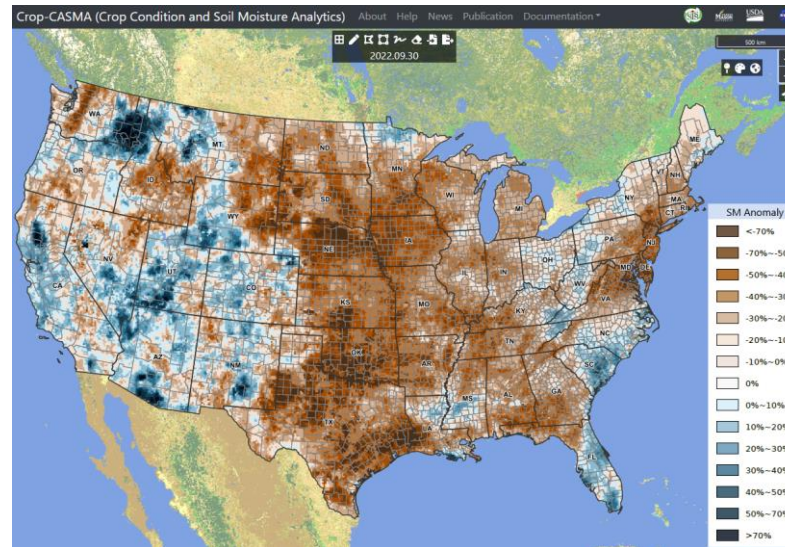 Crop-CASMA (Crop Condition and Soil Moisture Analytics) About Help News Publication Documentation
USDA
2022.09.30
500 km
WA
MT
ND
MN
ME
OR
ID
WY
SD
WI
MI
VT
NH
NY
MA
CT
RI
NV
UT
CO
NE
IA
IL
IN
OH
PA
NJ
MD
DE
CA
KS
MO
KY
WV
VA
AZ
NM
OK
AR
TN
NC
SC
TX
LA
MS
AL
GA
FL
SM Anomaly
<-70%
-70%~-50
-50%~-40
-40%~-30
-30%~-20
-20%~-10
-10%~0%
0%
0%~10%
10%~20%
20%~30%
30%~40%
40%~50%
50%~70%
>70%